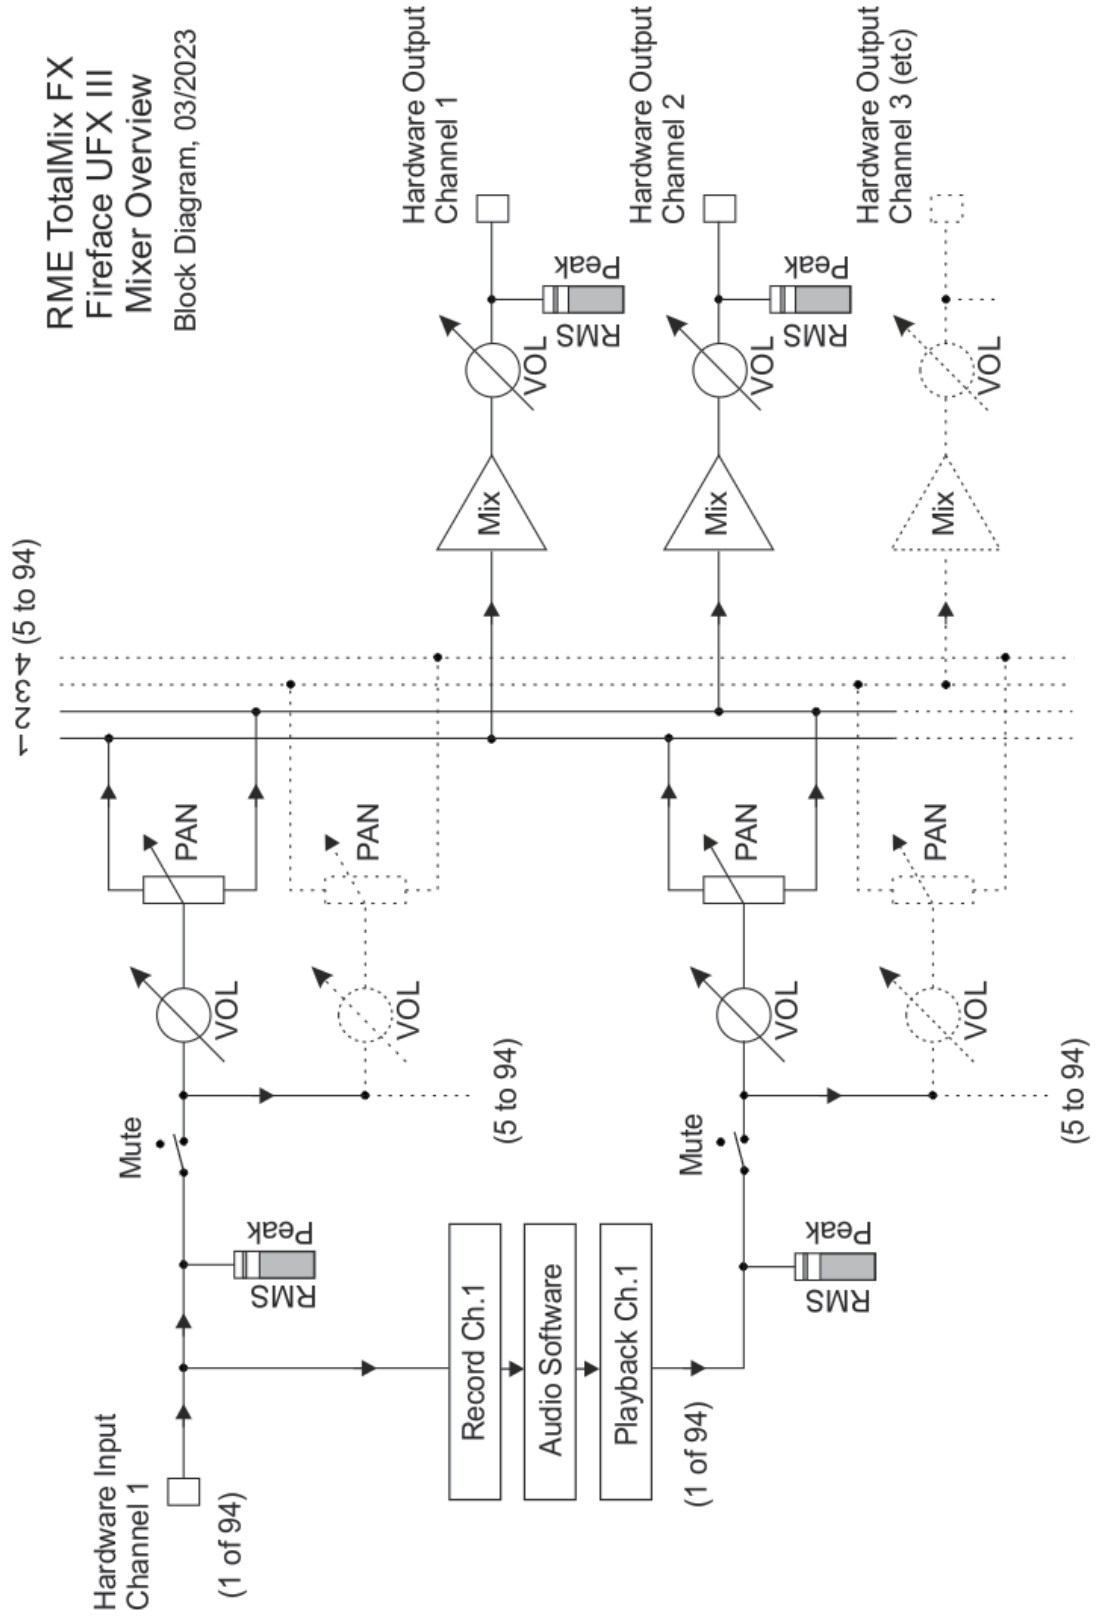 RME TotalMix FX
Fireface UFX III
Mixer Overview
Block Diagram, 03/2023
Hardware Input
Channel 1
(1 of 94)
RMS
Peak
Mute
VOL
PAN
VOL
PAN
(5 to 94)
1
2
3
4 (5 to 94)
Record Ch.1
Audio Software
Playback Ch.1
(1 of 94)
RMS
Peak
Mute
VOL
PAN
VOL
PAN
(5 to 94)
Mix
VOL
RMS
Peak
Hardware Output
Channel 1
Mix
VOL
RMS
Peak
Hardware Output
Channel 2
Mix
VOL
Hardware Output
Channel 3 (etc)